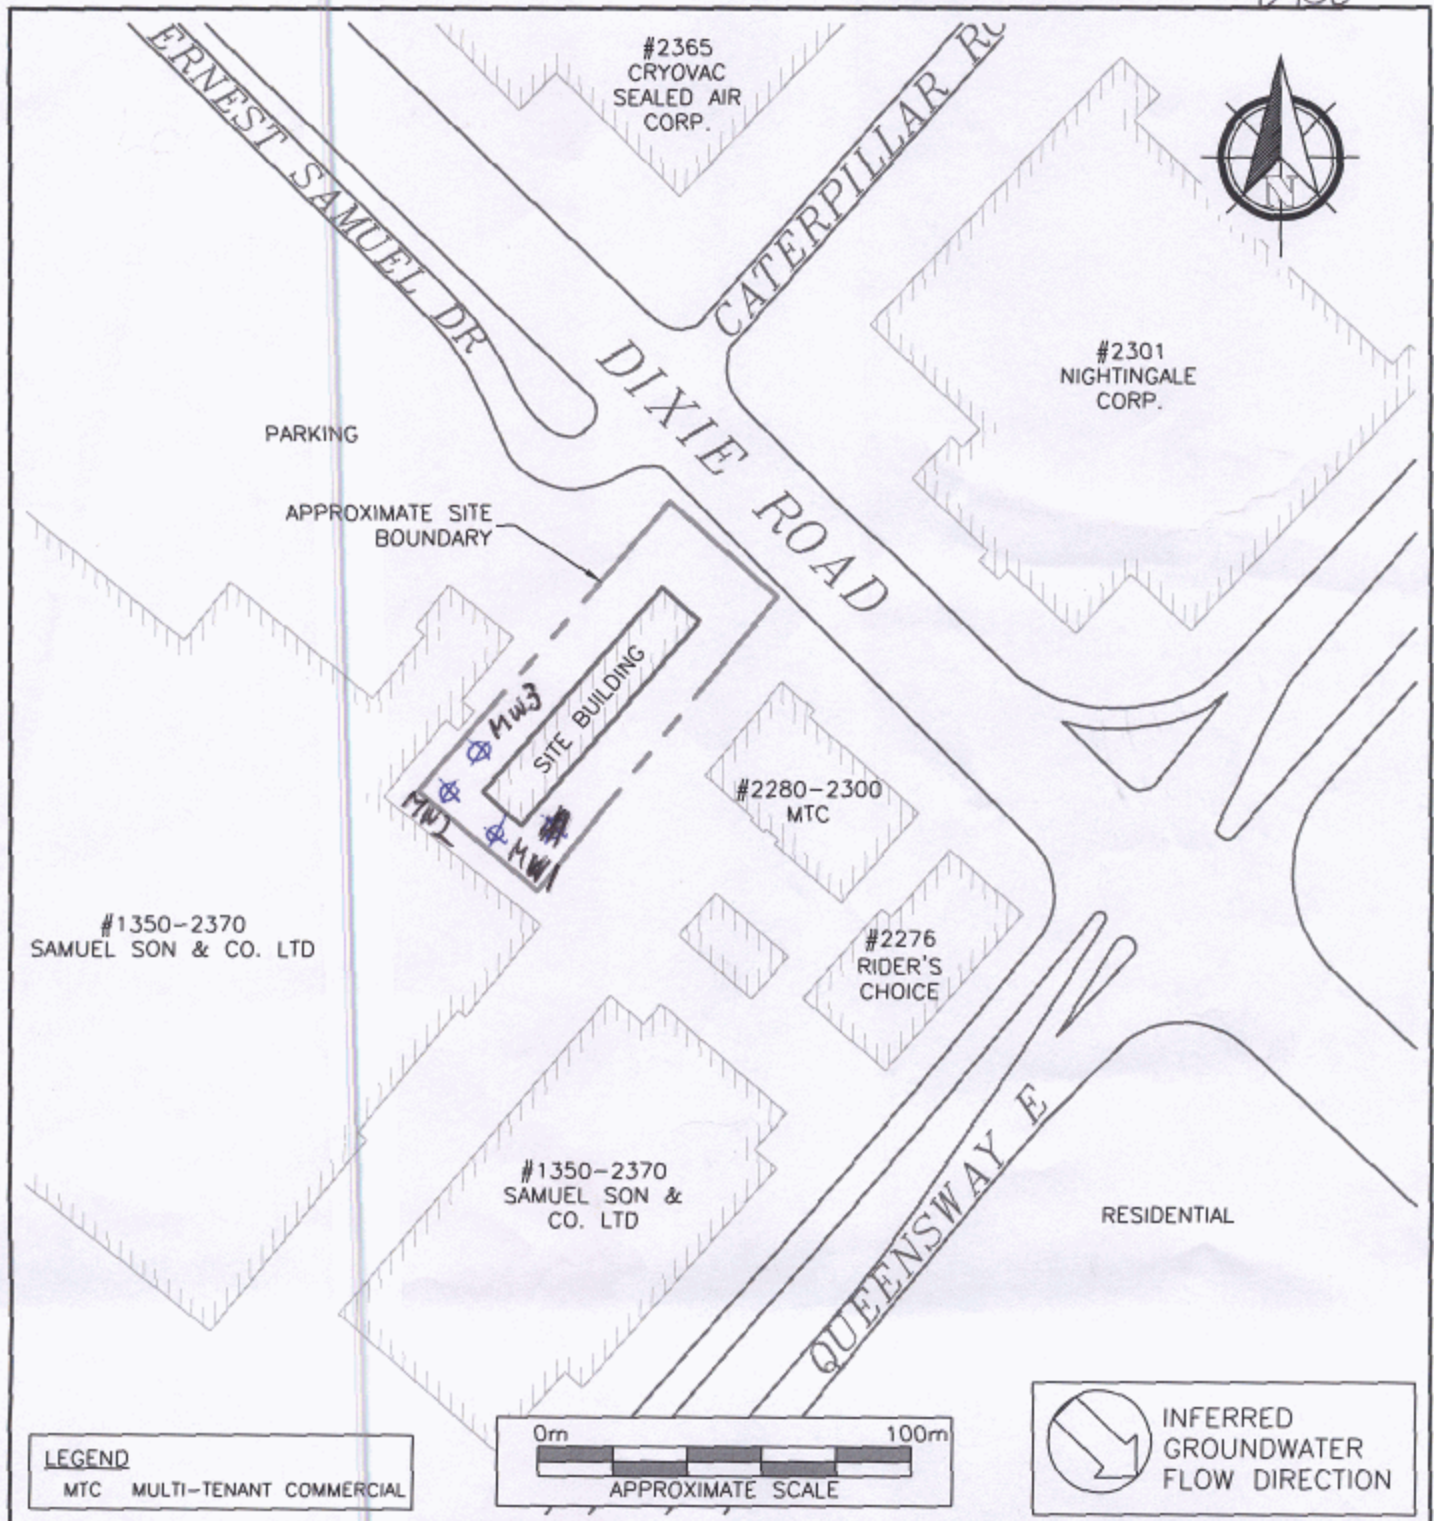 #2365
CRYOVAC
SEALED AIR
CORP.
ERNEST SAMUEL DR
CATERPILLAR
N
DIXIE ROAD
#2301
NIGHTINGALE
CORP.
PARKING
APPROXIMATE SITE
BOUNDARY
SITE BUILDING
MW3
MW2
MW1
#2280-2300
MTC
#1350-2370
SAMUEL SON & CO. LTD
#2276
RIDER'S
CHOICE
#1350-2370
SAMUEL SON &
CO. LTD
QUEENSWAY E
RESIDENTIAL
LEGEND
MTC MULTI-TENANT COMMERCIAL
0m 100m
APPROXIMATE SCALE
INFERRED
GROUNDWATER
FLOW DIRECTION